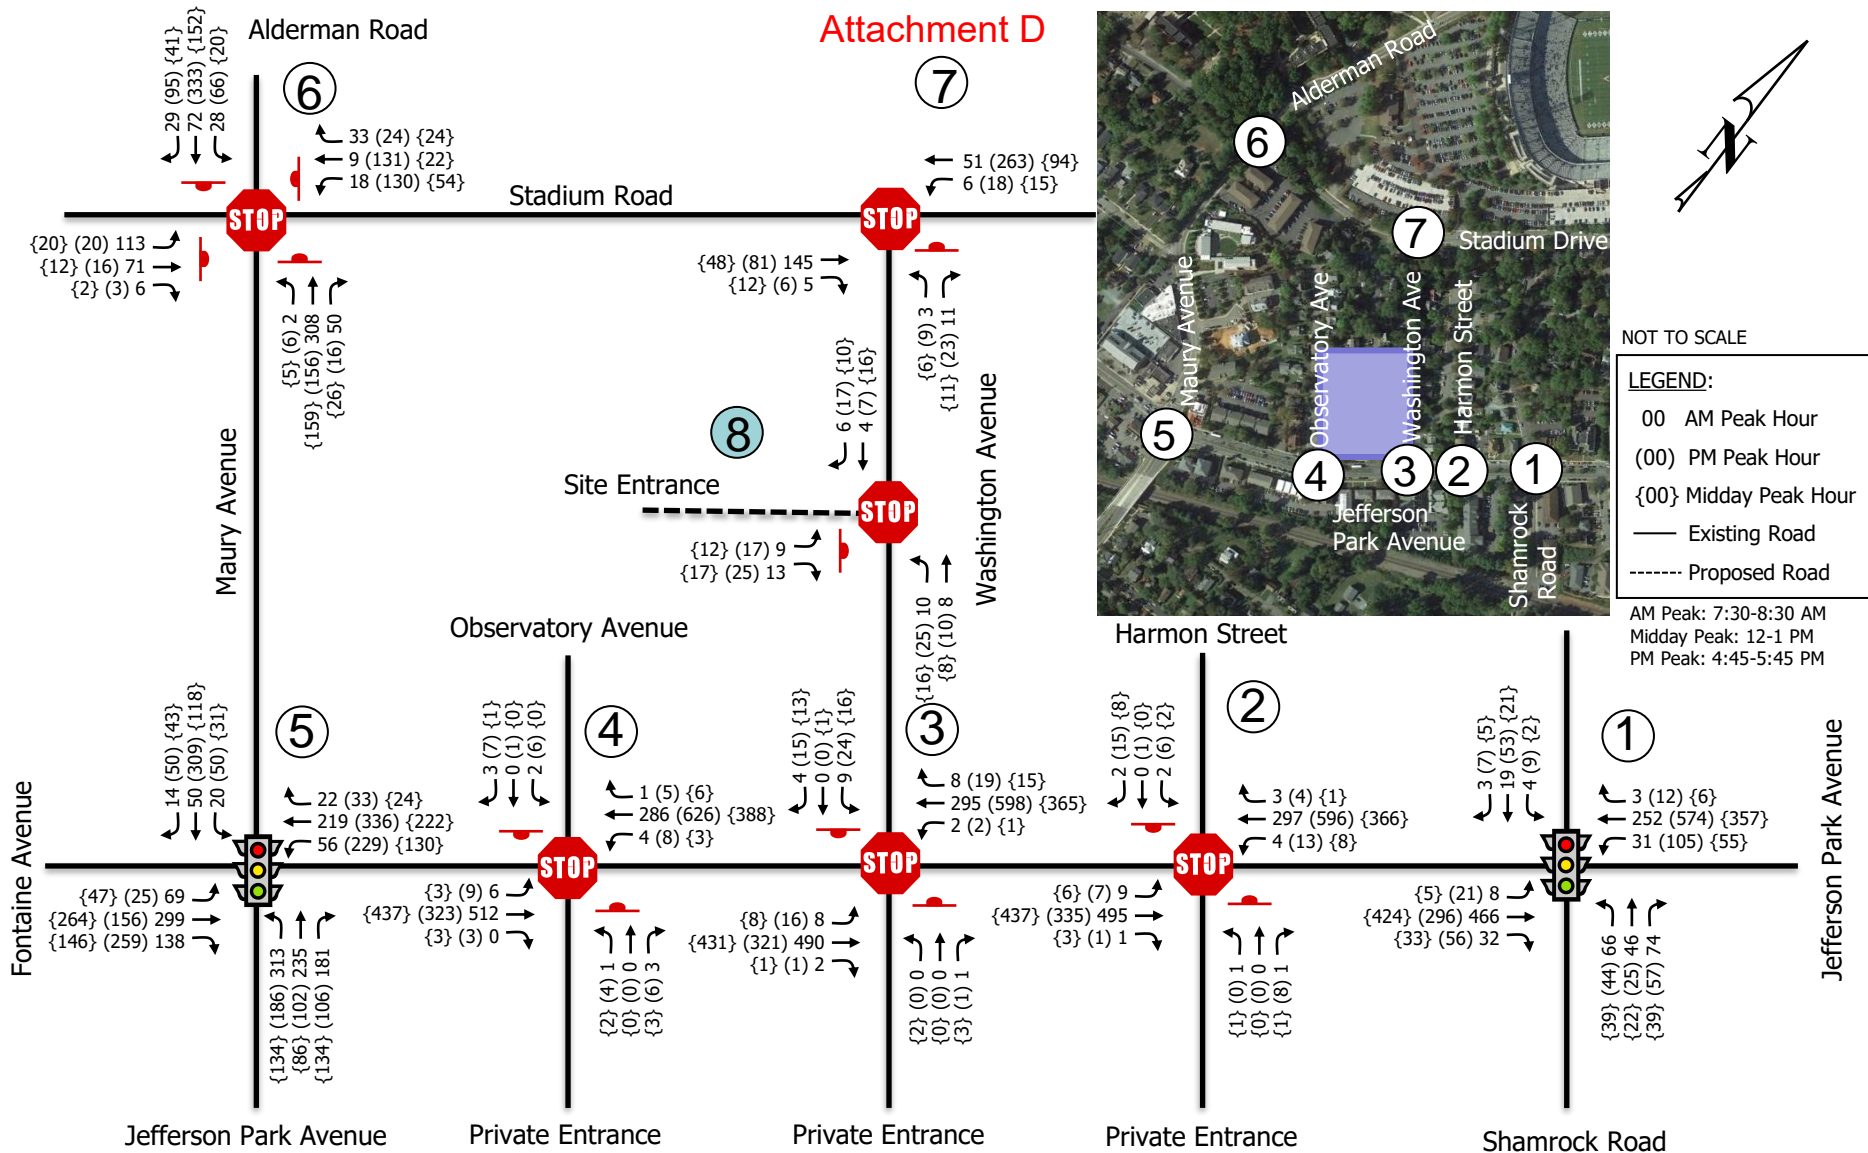 Attachment D
Alderman Road
29 (95) {41}
72 (333) {152}
28 (66) {20}
6
33 (24) {24}
9 (131) {22}
18 (130) {54}
STOP
{20} (20) 113
{12} (16) 71
{2} (3) 6
{5} (6) 2
{159} (156) 308
{26} (16) 50
Stadium Road
7
51 (263) {94}
6 (18) {15}
STOP
{48} (81) 145
{12} (6) 5
{6} (9) 3
{11} (23) 11
Maury Avenue
8
6 (17) {10}
4 (7) {16}
Site Entrance
STOP
{12} (17) 9
{17} (25) 13
{16} (25) 10
{8} (10) 8
Washington Avenue
Alderman Road
6
7
Stadium Drive
Maury Avenue
Observatory Ave
Washington Ave
Harmon Street
5
4
3
2
1
Jefferson
Park Avenue
Shamrock
Road
N
NOT TO SCALE
LEGEND:
00 AM Peak Hour
(00) PM Peak Hour
{00} Midday Peak Hour
Existing Road
Proposed Road
AM Peak: 7:30-8:30 AM
Midday Peak: 12-1 PM
PM Peak: 4:45-5:45 PM
Fontaine Avenue
14 (50) {43}
50 (309) {118}
20 (50) {31}
5
22 (33) {24}
219 (336) {222}
56 (229) {130}
{47} (25) 69
{264} (156) 299
{146} (259) 138
{134} (186) 313
{86} (102) 235
{134} (106) 181
Jefferson Park Avenue
Observatory Avenue
3 (7) {1}
0 (1) {0}
2 (6) {0}
4
1 (5) {6}
286 (626) {388}
4 (8) {3}
STOP
{3} (9) 6
{437} (323) 512
{3} (3) 0
{2} (4) 1
{0} (0) 0
{3} (6) 3
Private Entrance
4 (15) {13}
0 (0) {1}
9 (24) {16}
3
8 (19) {15}
295 (598) {365}
2 (2) {1}
STOP
{8} (16) 8
{431} (321) 490
{1} (1) 2
{2} (0) 0
{0} (0) 0
{3} (1) 1
Private Entrance
Harmon Street
2 (15) {8}
0 (1) {0}
2 (6) {2}
2
3 (4) {1}
297 (596) {366}
4 (13) {8}
STOP
{6} (7) 9
{437} (335) 495
{3} (1) 1
{1} (0) 1
{0} (0) 0
{1} (8) 1
Private Entrance
3 (7) {5}
19 (53) {21}
4 (9) {2}
1
3 (12) {6}
252 (574) {357}
31 (105) {55}
{5} (21) 8
{424} (296) 466
{33} (56) 32
{39} (44) 66
{22} (25) 46
{39} (57) 74
Shamrock Road
Jefferson Park Avenue